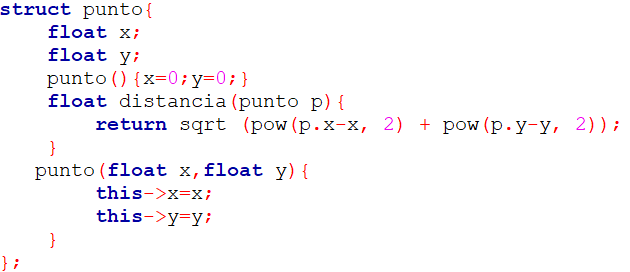 struct punto{
    float x;
    float y;
    punto(){x=0;y=0;}
    float distancia(punto p){
        return sqrt (pow(p.x-x, 2) + pow(p.y-y, 2));
    }
   punto(float x,float y){
        this->x=x;
        this->y=y;
    }
};